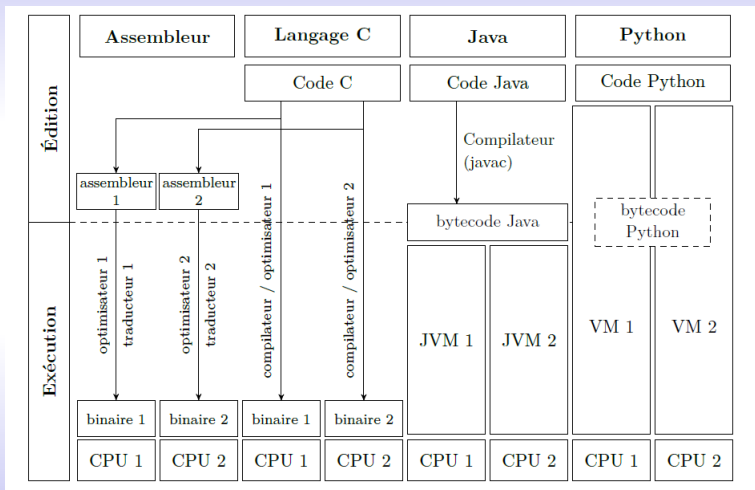 Assembleur
Langage C
Java
Python
Édition
Code C
Code Java
Code Python
Compilateur
(javac)
assembleur
1
assembleur
2
bytecode Java
bytecode
Python
Exécution
optimisateur 1
traducteur 1
optimisateur 2
traducteur 2
compilateur / optimisateur 1
compilateur / optimisateur 2
JVM 1
JVM 2
VM 1
VM 2
binaire 1
binaire 2
binaire 1
binaire 2
CPU 1
CPU 2
CPU 1
CPU 2
CPU 1
CPU 2
CPU 1
CPU 2